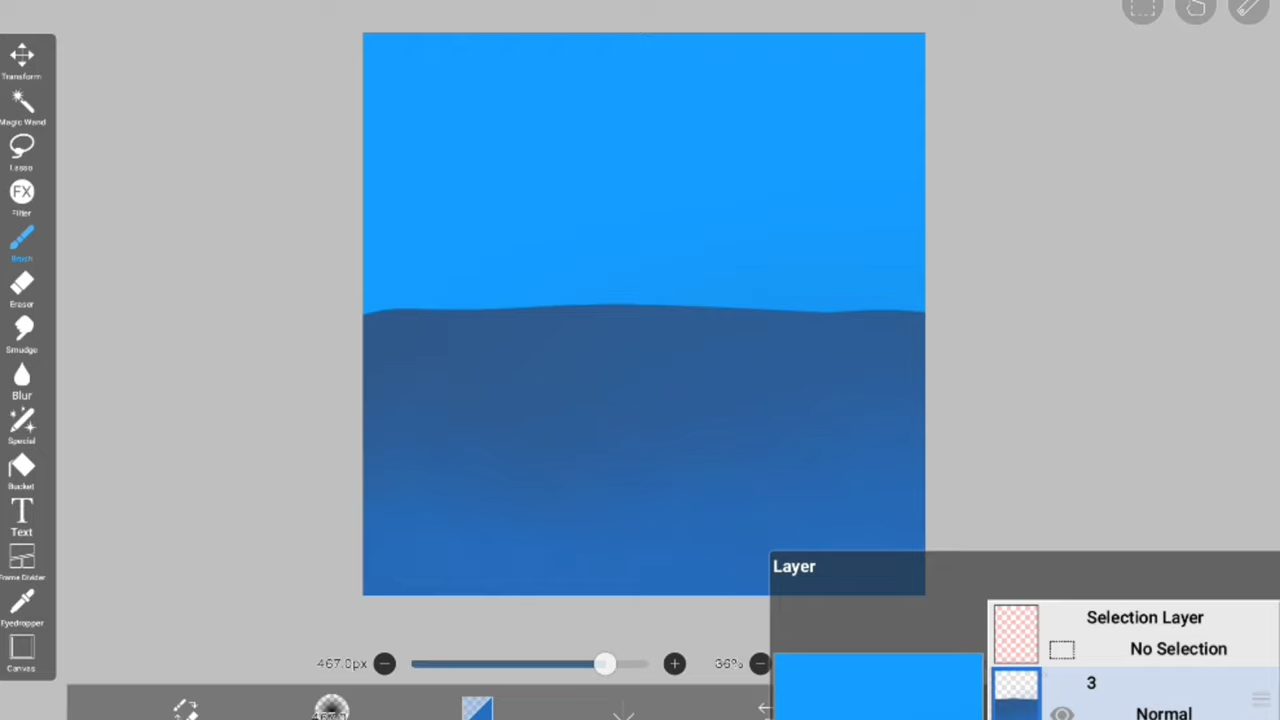 Transform
Magic Wand
Lasso
FX
Filter
Brush
Eraser
Smudge
Blur
Special
Bucket
T
Text
Frame Divider
Eyedropper
Canvas
Layer
Selection Layer
No Selection
467.0px
36%
3
Normal